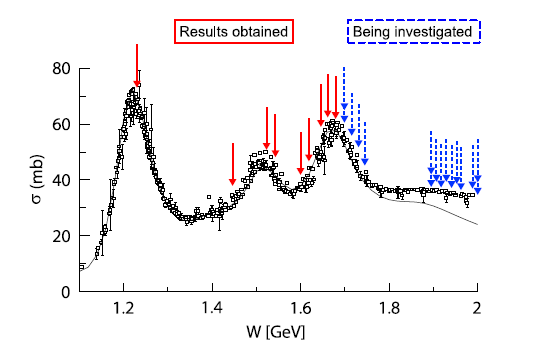 Results obtained
Being investigated
80
60
40
20
0
σ (mb)
1.2
1.4
1.6
1.8
2
W [GeV]